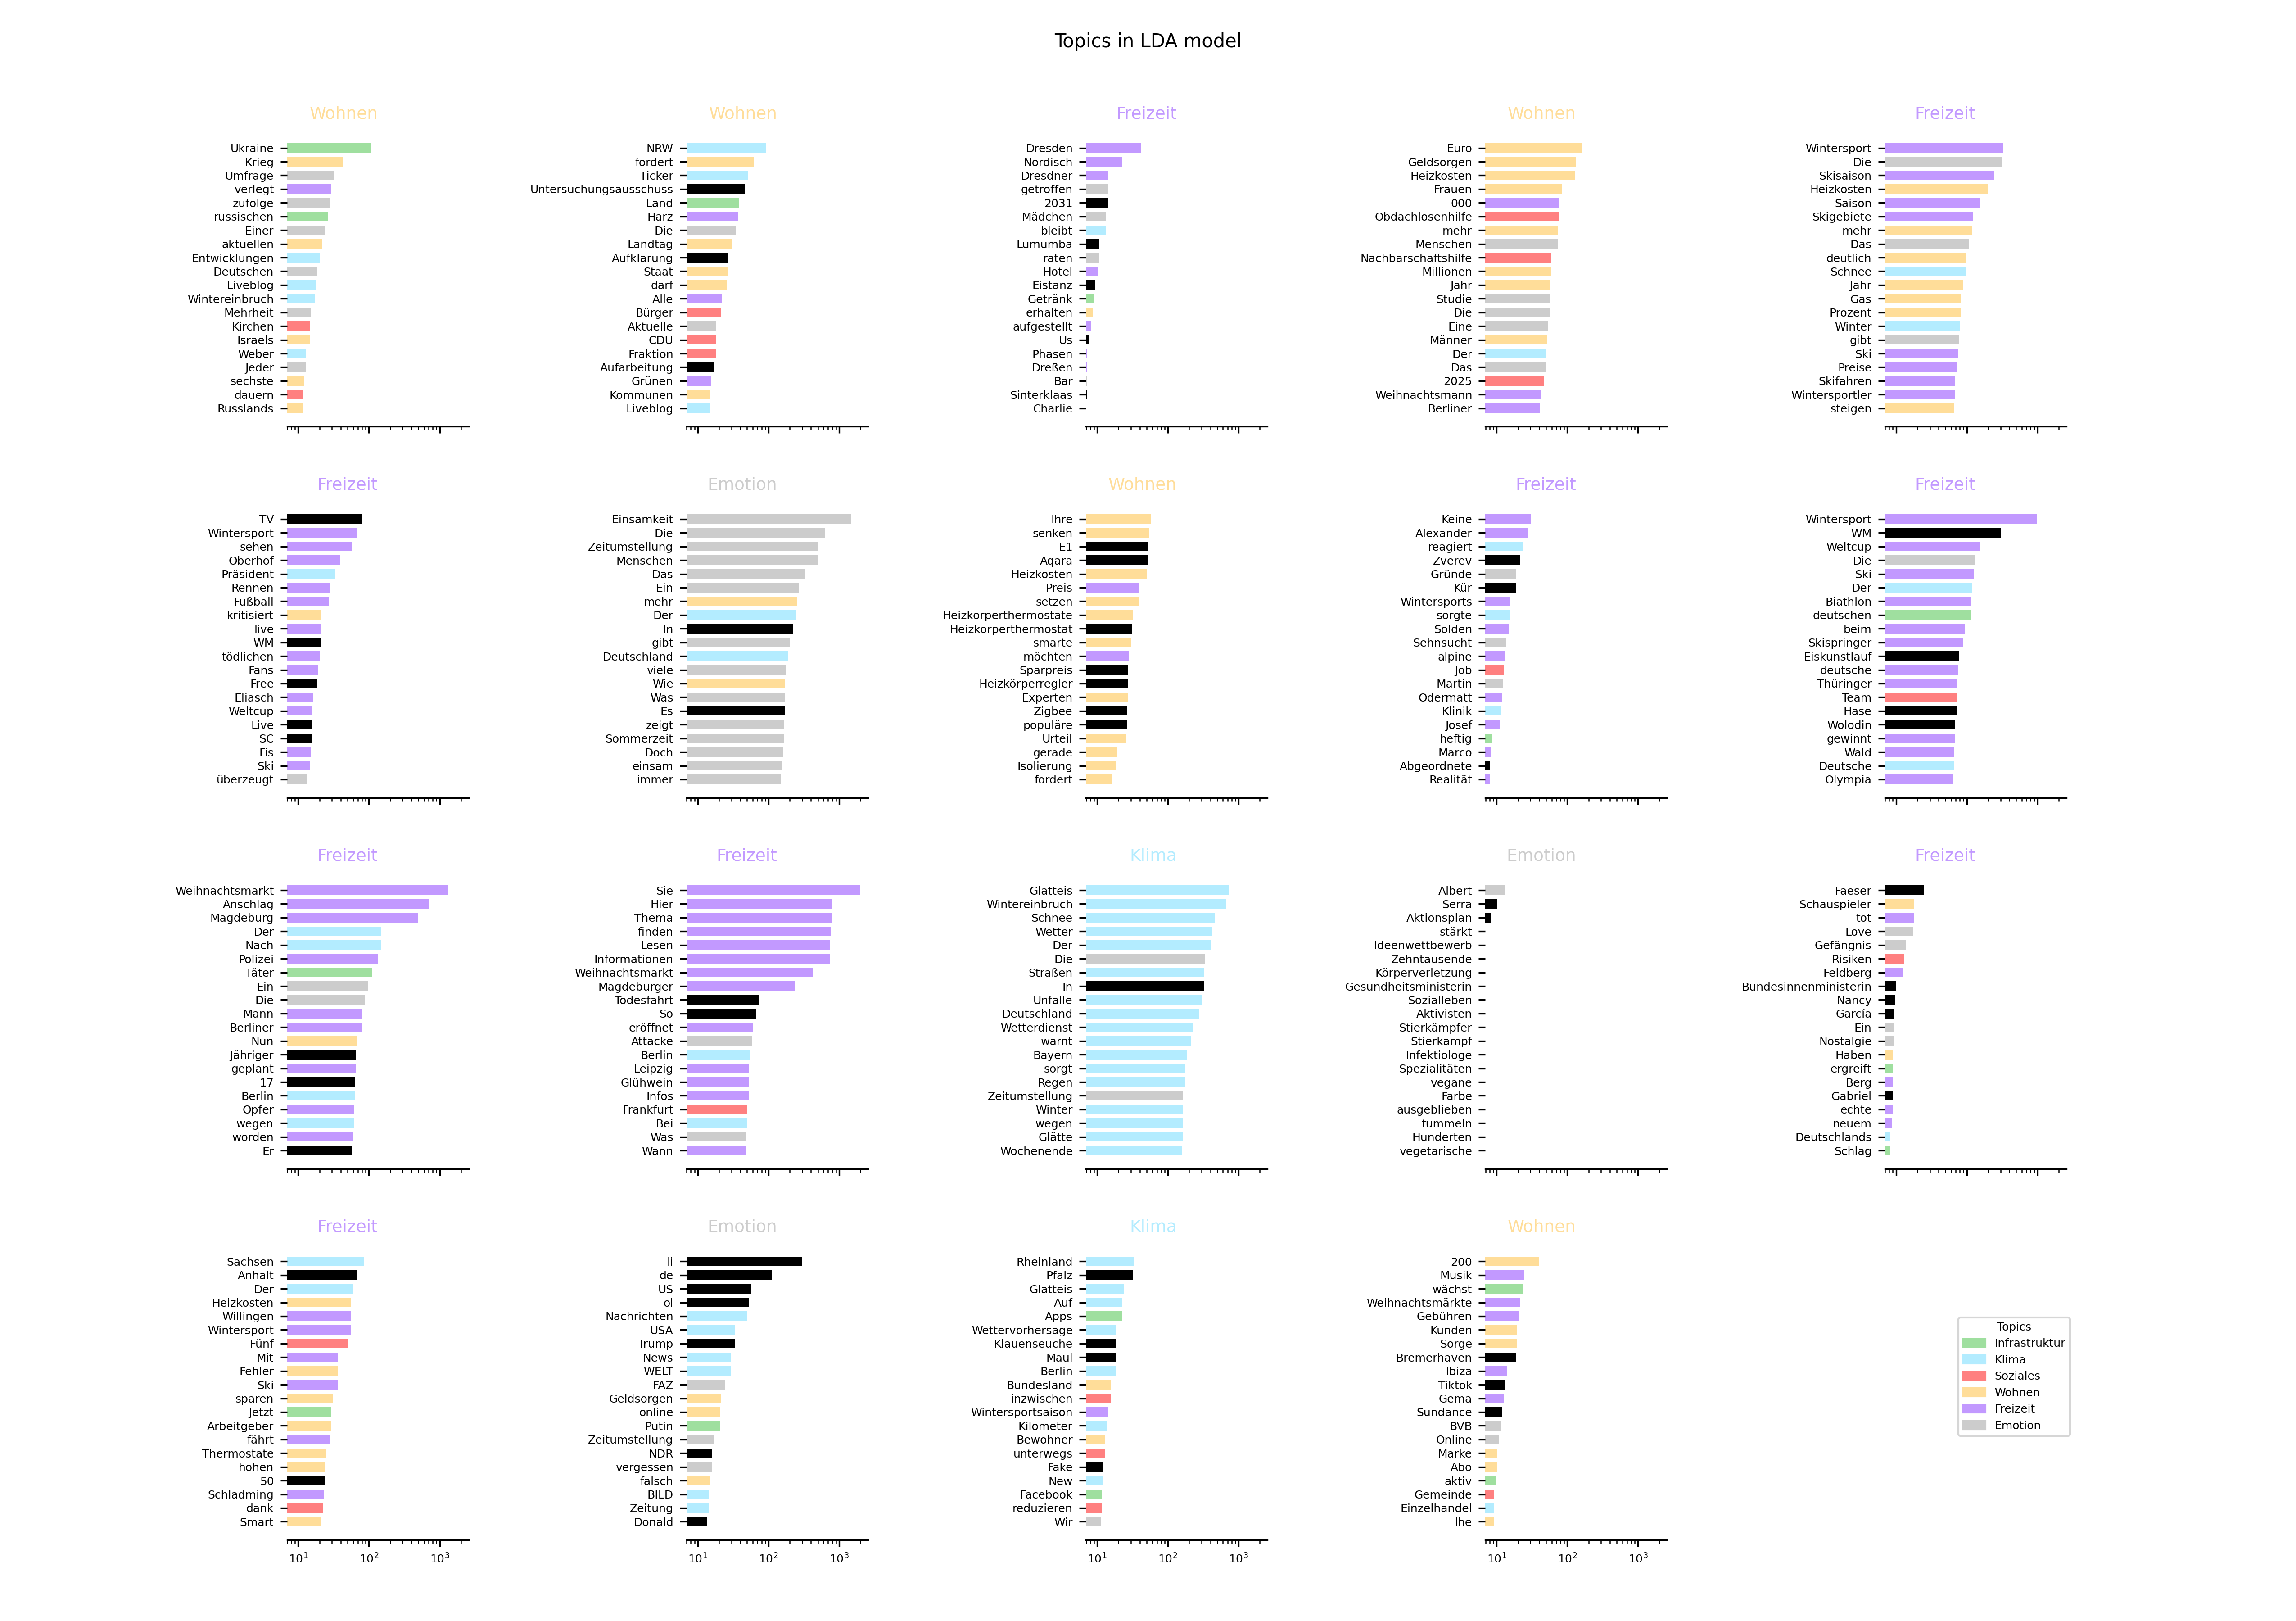 Topics in LDA model
Wohnen
Ukraine
Krieg
Umfrage
verlegt
zufolge
russischen
Einer
aktuellen
Entwicklungen
Deutschen
Liveblog
Wintereinbruch
Mehrheit
Kirchen
Israels
Weber
Jeder
sechste
dauern
Russlands
Wohnen
NRW
fordert
Ticker
Untersuchungsausschuss
Land
Harz
Die
Landtag
Aufklärung
Staat
darf
Alle
Bürger
Aktuelle
CDU
Fraktion
Aufarbeitung
Grünen
Kommunen
Liveblog
Freizeit
Dresden
Nordisch
Dresdner
getroffen
2031
Mädchen
bleibt
Lumumba
raten
Hotel
Eistanz
Getränk
erhalten
aufgestellt
Us
Phasen
Dreßen
Bar
Sinterklaas
Charlie
Wohnen
Euro
Geldsorgen
Heizkosten
Frauen
000
Obdachlosenhilfe
mehr
Menschen
Nachbarschaftshilfe
Millionen
Jahr
Studie
Die
Eine
Männer
Der
Das
2025
Weihnachtsmann
Berliner
Freizeit
Wintersport
Die
Skisaison
Heizkosten
Saison
Skigebiete
mehr
Das
deutlich
Schnee
Jahr
Gas
Prozent
Winter
gibt
Ski
Preise
Skifahren
Wintersportler
steigen
Freizeit
TV
Wintersport
sehen
Oberhof
Präsident
Rennen
Fußball
kritisiert
live
WM
tödlichen
Fans
Free
Eliasch
Weltcup
Live
SC
Fis
Ski
überzeugt
Emotion
Einsamkeit
Die
Zeitumstellung
Menschen
Das
Ein
mehr
Der
In
gibt
Deutschland
viele
Wie
Was
Es
zeigt
Sommerzeit
Doch
einsam
immer
Wohnen
Ihre
senken
E1
Aqara
Heizkosten
Preis
setzen
Heizkörperthermostate
Heizkörperthermostat
smarte
möchten
Sparpreis
Heizkörperregler
Experten
Zigbee
populäre
Urteil
gerade
Isolierung
fordert
Freizeit
Keine
Alexander
reagiert
Zverev
Gründe
Kür
Wintersports
sorgte
Sölden
Sehnsucht
alpine
Job
Martin
Odermatt
Klinik
Josef
heftig
Marco
Abgeordnete
Realität
Freizeit
Wintersport
WM
Weltcup
Die
Ski
Der
Biathlon
deutschen
beim
Skispringer
Eiskunstlauf
deutsche
Thüringer
Team
Hase
Wolodin
gewinnt
Wald
Deutsche
Olympia
Freizeit
Weihnachtsmarkt
Anschlag
Magdeburg
Der
Nach
Polizei
Täter
Ein
Die
Mann
Berliner
Nun
Jähriger
geplant
17
Berlin
Opfer
wegen
worden
Er
Freizeit
Sie
Hier
Thema
finden
Lesen
Informationen
Weihnachtsmarkt
Magdeburger
Todesfahrt
So
eröffnet
Attacke
Berlin
Leipzig
Glühwein
Infos
Frankfurt
Bei
Was
Wann
Klima
Glatteis
Wintereinbruch
Schnee
Wetter
Der
Die
Straßen
In
Unfälle
Deutschland
Wetterdienst
warnt
Bayern
sorgt
Regen
Zeitumstellung
Winter
wegen
Glätte
Wochenende
Emotion
Albert
Serra
Aktionsplan
stärkt
Ideenwettbewerb
Zehntausende
Körperverletzung
Gesundheitsministerin
Sozialleben
Aktivisten
Stierkämpfer
Stierkampf
Infektiologe
Spezialitäten
vegane
Farbe
ausgeblieben
tummeln
Hunderten
vegetarische
Freizeit
Faeser
Schauspieler
tot
Love
Gefängnis
Risiken
Feldberg
Bundesinnenministerin
Nancy
García
Ein
Nostalgie
Haben
ergreift
Berg
Gabriel
echte
neuem
Deutschlands
Schlag
Freizeit
Sachsen
Anhalt
Der
Heizkosten
Willingen
Wintersport
Fünf
Mit
Fehler
Ski
sparen
Jetzt
Arbeitgeber
fährt
Thermostate
hohen
50
Schladming
dank
Smart
10¹ 10² 10³
Emotion
li
de
US
ol
Nachrichten
USA
Trump
News
WELT
FAZ
Geldsorgen
online
Putin
Zeitumstellung
NDR
vergessen
falsch
BILD
Zeitung
Donald
10¹ 10² 10³
Klima
Rheinland
Pfalz
Glatteis
Auf
Apps
Wettervorhersage
Klauenseuche
Maul
Berlin
Bundesland
inzwischen
Wintersportsaison
Kilometer
Bewohner
unterwegs
Fake
New
Facebook
reduzieren
Wir
10¹ 10² 10³
Wohnen
200
Musik
wächst
Weihnachtsmärkte
Gebühren
Kunden
Sorge
Bremerhaven
Ibiza
Tiktok
Gema
Sundance
BVB
Online
Marke
Abo
aktiv
Gemeinde
Einzelhandel
Ihe
10¹ 10² 10³
Topics
Infrastruktur
Klima
Soziales
Wohnen
Freizeit
Emotion